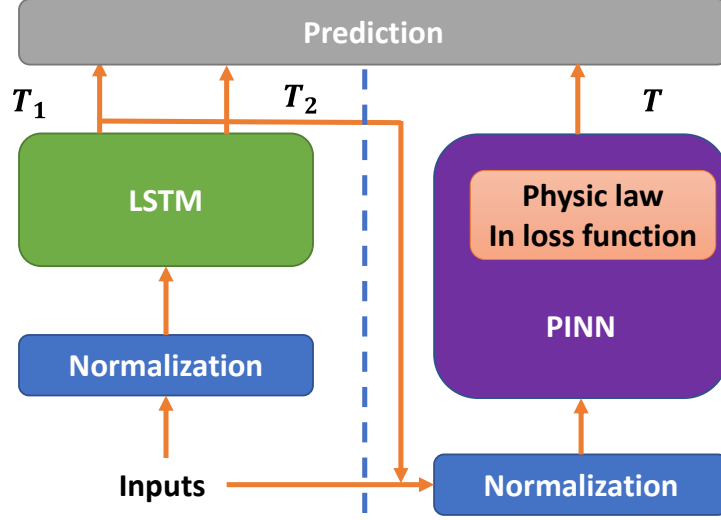 Prediction
T1
T2
T
LSTM
Physic law
In loss function
PINN
Normalization
Inputs
Normalization